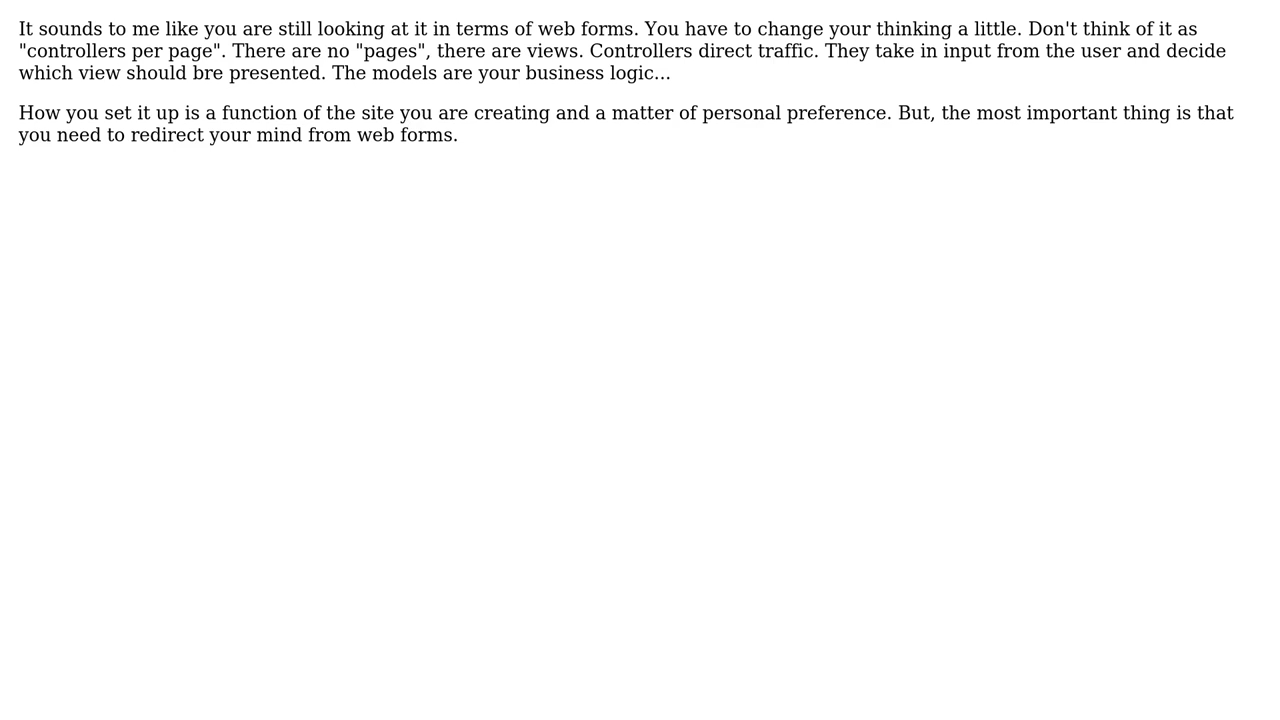 It sounds to me like you are still looking at it in terms of web forms. You have to change your thinking a little. Don't think of it as
"controllers per page". There are no "pages", there are views. Controllers direct traffic. They take in input from the user and decide
which view should bre presented. The models are your business logic...
How you set it up is a function of the site you are creating and a matter of personal preference. But, the most important thing is that
you need to redirect your mind from web forms.